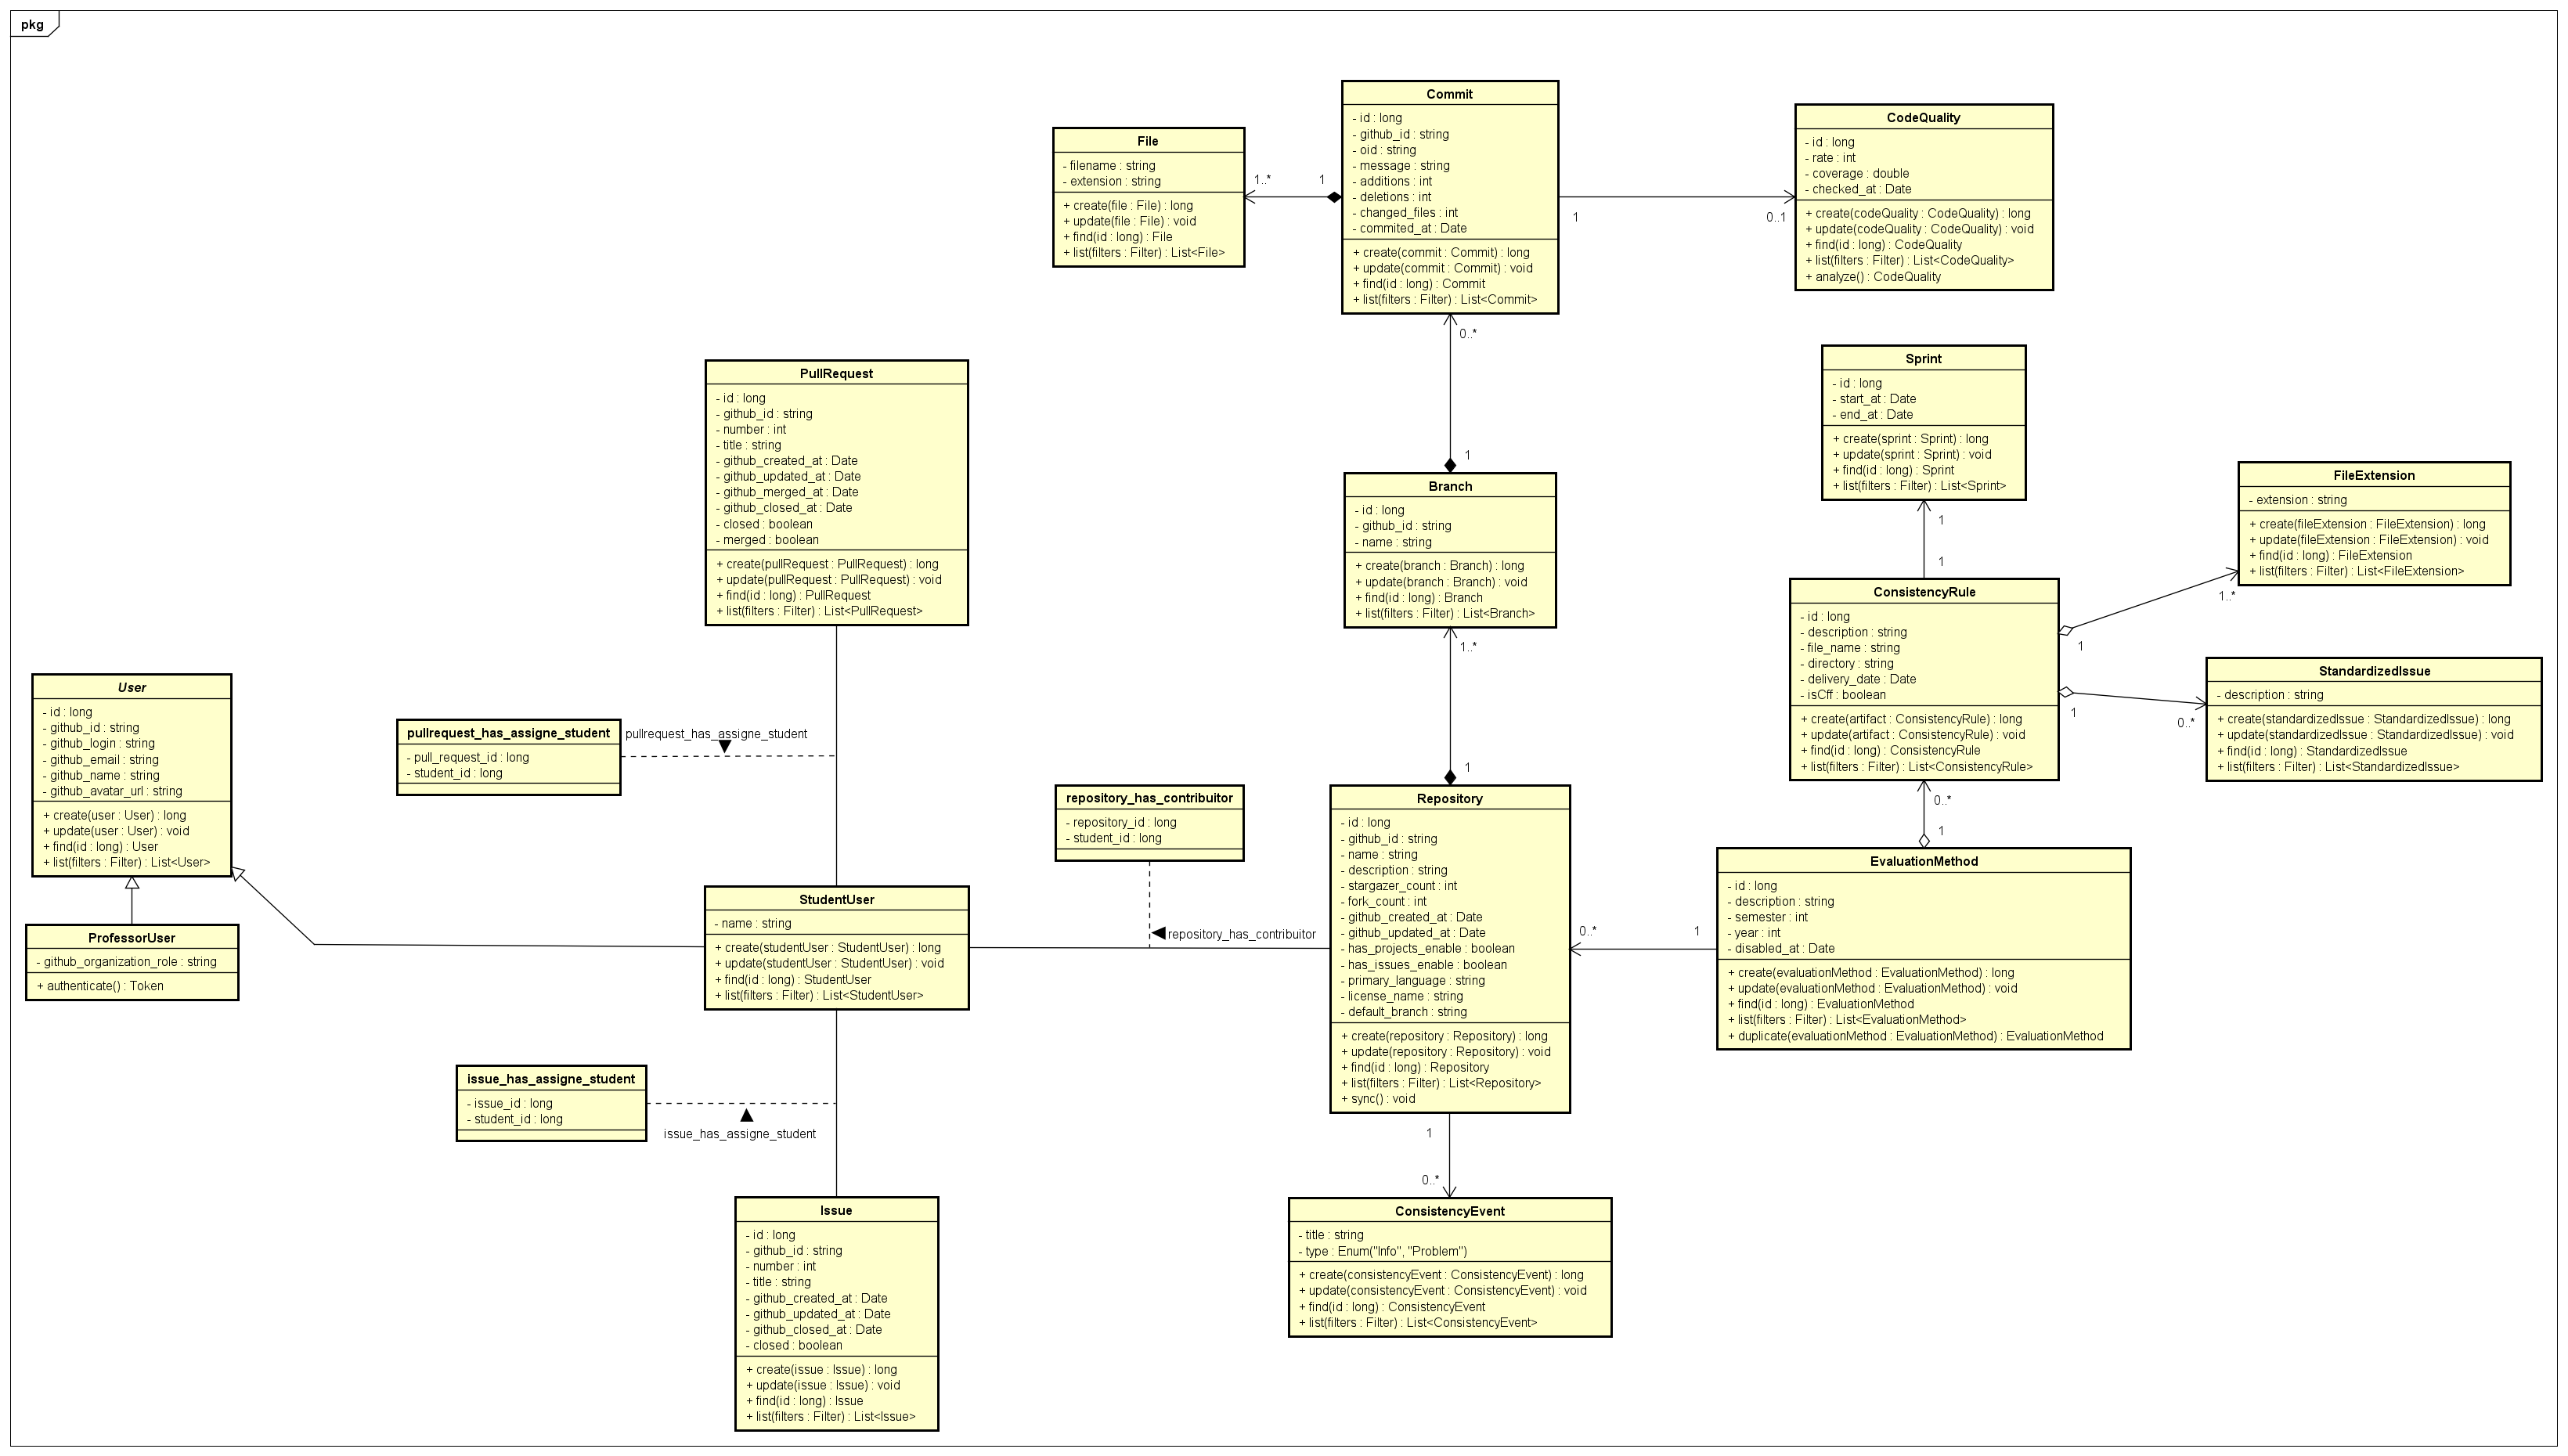 pkg
Commit
- id : long
- github_id : string
- oid : string
- message : string
- additions : int
- deletions : int
- changed_files : int
- commited_at : Date
+ create(commit : Commit) : long
+ update(commit : Commit) : void
+ find(id : long) : Commit
+ list(filters : Filter) : List<Commit>
File
- filename : string
- extension : string
+ create(file : File) : long
+ update(file : File) : void
+ find(id : long) : File
+ list(filters : Filter) : List<File>
1..*
1
CodeQuality
- id : long
- rate : int
- coverage : double
- checked_at : Date
+ create(codeQuality : CodeQuality) : long
+ update(codeQuality : CodeQuality) : void
+ find(id : long) : CodeQuality
+ list(filters : Filter) : List<CodeQuality>
+ analyze() : CodeQuality
1
0..1
0..*
1
PullRequest
- id : long
- github_id : string
- number : int
- title : string
- github_created_at : Date
- github_updated_at : Date
- github_merged_at : Date
- github_closed_at : Date
- closed : boolean
- merged : boolean
+ create(pullRequest : PullRequest) : long
+ update(pullRequest : PullRequest) : void
+ find(id : long) : PullRequest
+ list(filters : Filter) : List<PullRequest>
Branch
- id : long
- github_id : string
- name : string
+ create(branch : Branch) : long
+ update(branch : Branch) : void
+ find(id : long) : Branch
+ list(filters : Filter) : List<Branch>
1..*
1
Sprint
- id : long
- start_at : Date
- end_at : Date
+ create(sprint : Sprint) : long
+ update(sprint : Sprint) : void
+ find(id : long) : Sprint
+ list(filters : Filter) : List<Sprint>
1
1
FileExtension
- extension : string
+ create(fileExtension : FileExtension) : long
+ update(fileExtension : FileExtension) : void
+ find(id : long) : FileExtension
+ list(filters : Filter) : List<FileExtension>
1..*
1
ConsistencyRule
- id : long
- description : string
- file_name : string
- directory : string
- delivery_date : Date
- isCff : boolean
+ create(artifact : ConsistencyRule) : long
+ update(artifact : ConsistencyRule) : void
+ find(id : long) : ConsistencyRule
+ list(filters : Filter) : List<ConsistencyRule>
StandardizedIssue
- description : string
+ create(standardizedIssue : StandardizedIssue) : long
+ update(standardizedIssue : StandardizedIssue) : void
+ find(id : long) : StandardizedIssue
+ list(filters : Filter) : List<StandardizedIssue>
1
0..*
0..*
1
User
- id : long
- github_id : string
- github_login : string
- github_email : string
- github_name : string
- github_avatar_url : string
+ create(user : User) : long
+ update(user : User) : void
+ find(id : long) : User
+ list(filters : Filter) : List<User>
pullrequest_has_assigne_student
- pull_request_id : long
- student_id : long
pullrequest_has_assigne_student
repository_has_contribuitor
- repository_id : long
- student_id : long
repository_has_contribuitor
Repository
- id : long
- github_id : string
- name : string
- description : string
- stargazer_count : int
- fork_count : int
- github_created_at : Date
- github_updated_at : Date
- has_projects_enable : boolean
- has_issues_enable : boolean
- primary_language : string
- license_name : string
- default_branch : string
+ create(repository : Repository) : long
+ update(repository : Repository) : void
+ find(id : long) : Repository
+ list(filters : Filter) : List<Repository>
+ sync() : void
0..*
1
EvaluationMethod
- id : long
- description : string
- semester : int
- year : int
- disabled_at : Date
+ create(evaluationMethod : EvaluationMethod) : long
+ update(evaluationMethod : EvaluationMethod) : void
+ find(id : long) : EvaluationMethod
+ list(filters : Filter) : List<EvaluationMethod>
+ duplicate(evaluationMethod : EvaluationMethod) : EvaluationMethod
ProfessorUser
- github_organization_role : string
+ authenticate() : Token
StudentUser
- name : string
+ create(studentUser : StudentUser) : long
+ update(studentUser : StudentUser) : void
+ find(id : long) : StudentUser
+ list(filters : Filter) : List<StudentUser>
issue_has_assigne_student
- issue_id : long
- student_id : long
issue_has_assigne_student
1
0..*
Issue
- id : long
- github_id : string
- number : int
- title : string
- github_created_at : Date
- github_updated_at : Date
- github_closed_at : Date
- closed : boolean
+ create(issue : Issue) : long
+ update(issue : Issue) : void
+ find(id : long) : Issue
+ list(filters : Filter) : List<Issue>
ConsistencyEvent
- title : string
- type : Enum("Info", "Problem")
+ create(consistencyEvent : ConsistencyEvent) : long
+ update(consistencyEvent : ConsistencyEvent) : void
+ find(id : long) : ConsistencyEvent
+ list(filters : Filter) : List<ConsistencyEvent>